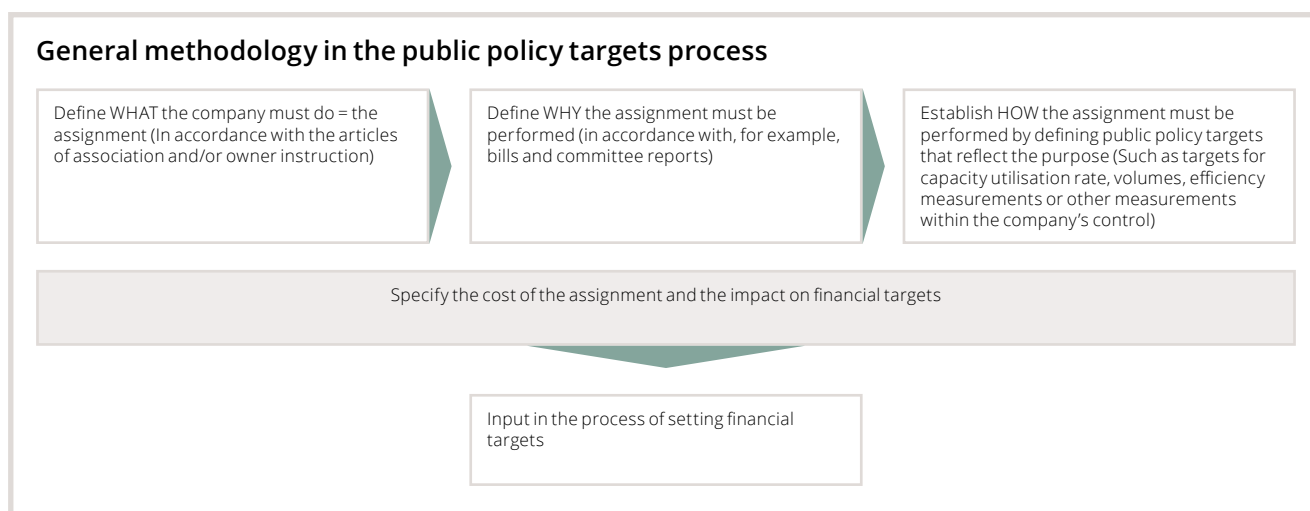 General methodology in the public policy targets process
Define WHAT the company must do = the
assignment (In accordance with the articles
of association and/or owner instruction)
Define WHY the assignment must be
performed (in accordance with, for example,
bills and committee reports)
Establish HOW the assignment must be
performed by defining public policy targets
that reflect the purpose (Such as targets for
capacity utilisation rate, volumes, efficiency
measurements or other measurements
within the company’s control)
Specify the cost of the assignment and the impact on financial targets
Input in the process of setting financial
targets